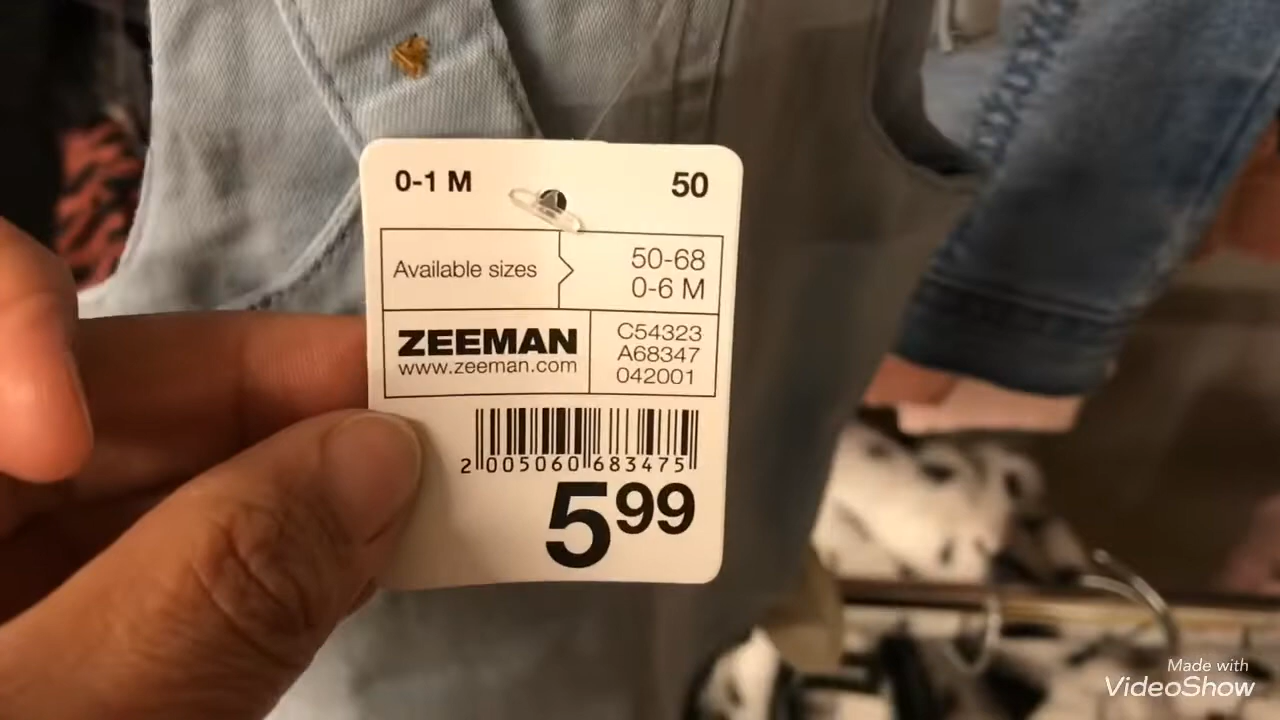 0-1 M 50
Available sizes 50-68
0-6 M
ZEEMAN
www.zeeman.com
C54323
A68347
042001
2 005060 683475
5 99
Made with
VideoShow